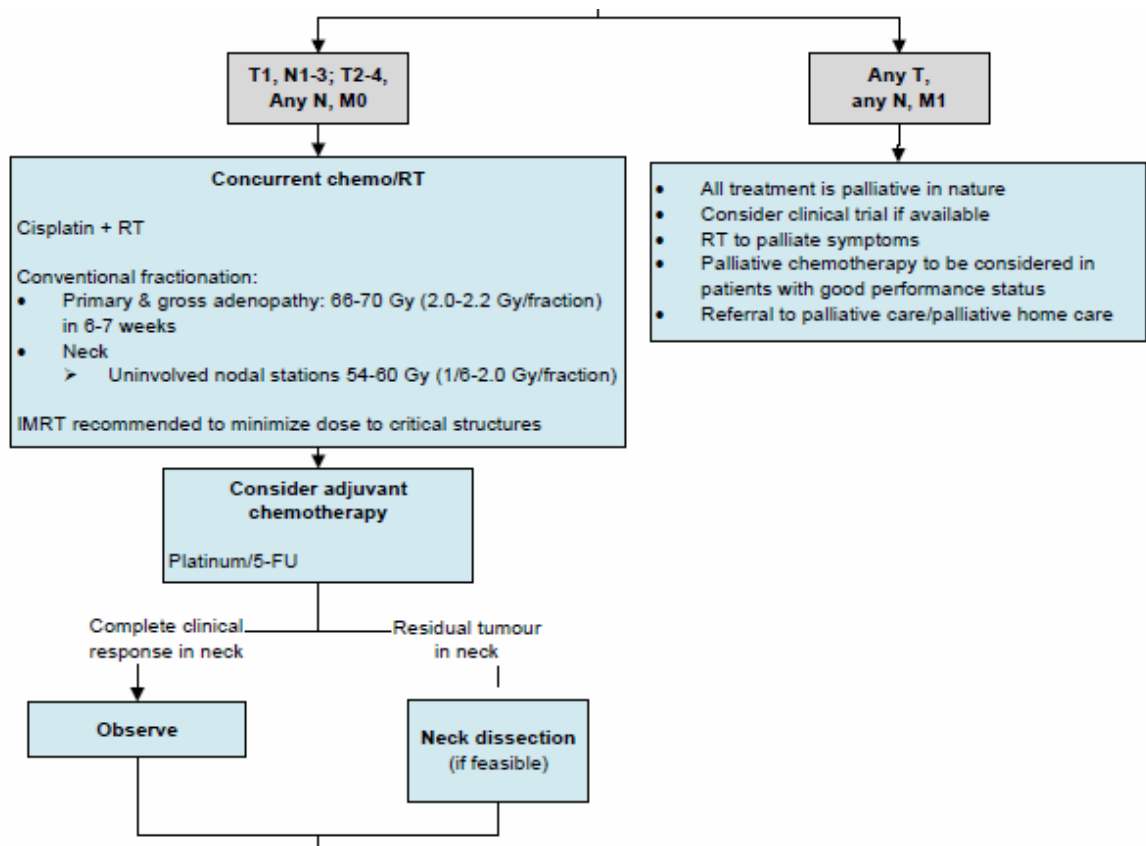 T1, N1-3; T2-4,
Any N, M0
Any T,
any N, M1
Concurrent chemo/RT
Cisplatin + RT
Conventional fractionation:
• Primary & gross adenopathy: 66-70 Gy (2.0-2.2 Gy/fraction)
in 6-7 weeks
• Neck
➢ Uninvolved nodal stations 54-60 Gy (1/6-2.0 Gy/fraction)
IMRT recommended to minimize dose to critical structures
• All treatment is palliative in nature
• Consider clinical trial if available
• RT to palliate symptoms
• Palliative chemotherapy to be considered in
patients with good performance status
• Referral to palliative care/palliative home care
Consider adjuvant
chemotherapy
Platinum/5-FU
Complete clinical
response in neck
Residual tumour
in neck
Observe
Neck dissection
(if feasible)